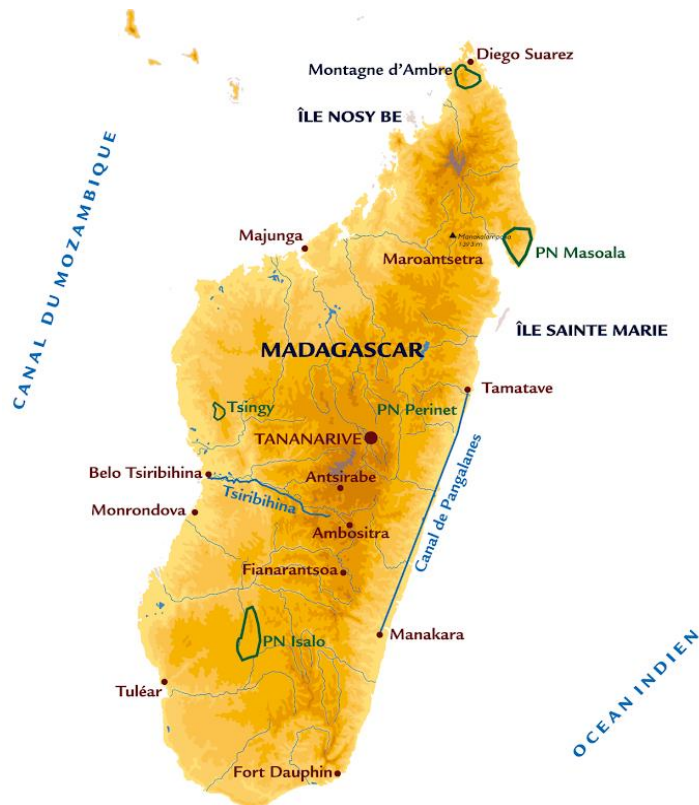 Diego Suarez
Montagne d'Ambre
ÎLE NOSY BE
CANAL DU MOZAMBIQUE
Majunga
Maroantsetra
PN Masoala
ÎLE SAINTE MARIE
MADAGASCAR
Tamatave
Tsingy
PN Perinet
TANANARIVE
Belo Tsiribihina
Antsirabe
Tsiribihina
Monrondova
Ambositra
Canal de Pangalanes
Fianarantsoa
Manakara
PN Isalo
Tuléar
OCEAN INDIEN
Fort Dauphin